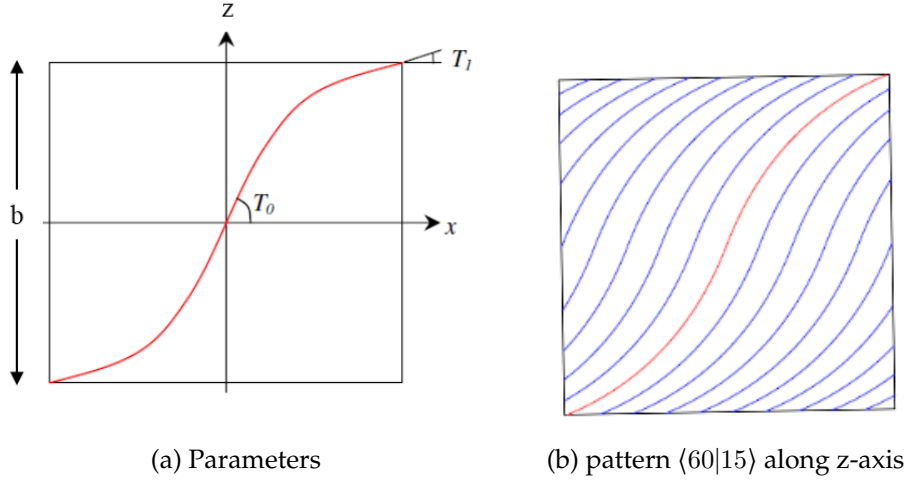 z
T₁
b
T₀
x
(a) Parameters
(b) pattern ⟨60|15⟩ along z-axis